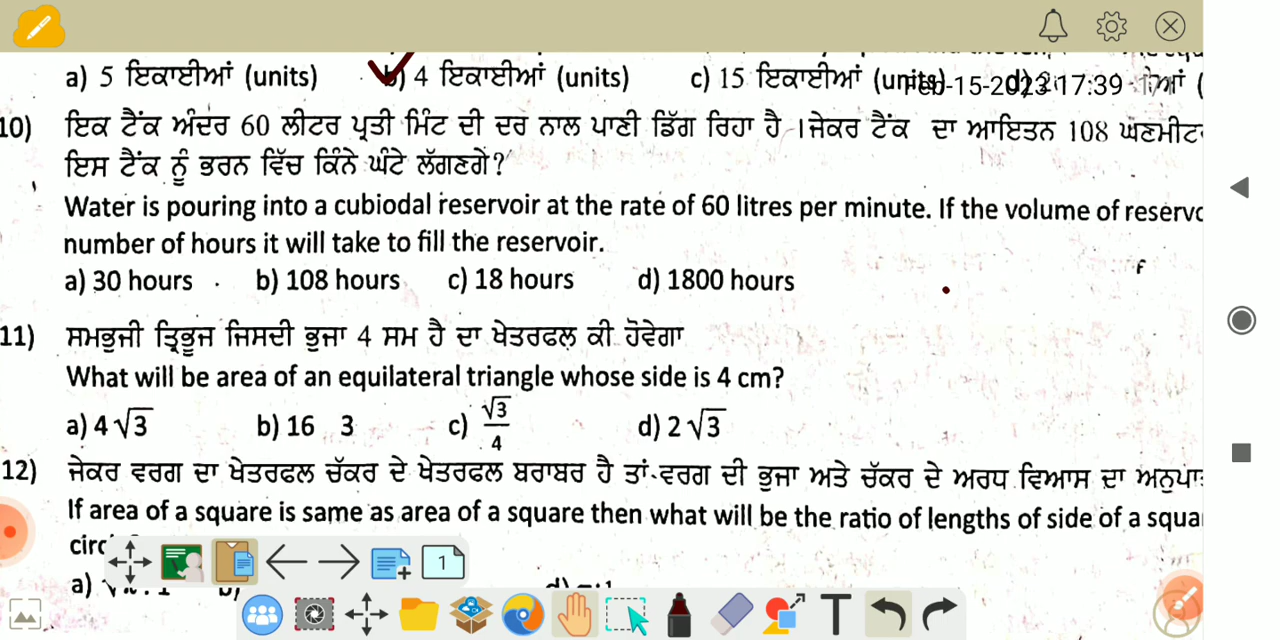 a) 5 ਇਕਾਈਆਂ (units) b) 4 ਇਕਾਈਆਂ (units) c) 15 ਇਕਾਈਆਂ (units) d)
Feb-15-2023 17:39
10) ਇਕ ਟੈਂਕ ਅੰਦਰ 60 ਲੀਟਰ ਪ੍ਰਤੀ ਮਿੰਟ ਦੀ ਦਰ ਨਾਲ ਪਾਣੀ ਡਿੱਗ ਰਿਹਾ ਹੈ ।ਜੇਕਰ ਟੈਂਕ ਦਾ ਆਇਤਨ 108 ਘਣਮੀਟਰ
ਇਸ ਟੈਂਕ ਨੂੰ ਭਰਨ ਵਿੱਚ ਕਿੰਨੇ ਘੰਟੇ ਲੱਗਣਗੇ?
Water is pouring into a cubiodal reservoir at the rate of 60 litres per minute. If the volume of reservo
number of hours it will take to fill the reservoir.
a) 30 hours b) 108 hours c) 18 hours d) 1800 hours
11) ਸਮਭੁਜੀ ਤ੍ਰਿਭੂਜ ਜਿਸਦੀ ਭੁਜਾ 4 ਸਮ ਹੈ ਦਾ ਖੇਤਰਫਲ਼ ਕੀ ਹੋਵੇਗਾ
What will be area of an equilateral triangle whose side is 4 cm?
a) 4√3 b) 16 3 c) √3/4 d) 2√3
12) ਜੇਕਰ ਵਰਗ ਦਾ ਖੇਤਰਫਲ ਚੱਕਰ ਦੇ ਖੇਤਰਫਲ ਬਰਾਬਰ ਹੈ ਤਾਂ ਵਰਗ ਦੀ ਭੁਜਾ ਅਤੇ ਚੱਕਰ ਦੇ ਅਰਧ ਵਿਆਸ ਦਾ ਅਨੁਪਾਤ
If area of a square is same as area of a square then what will be the ratio of lengths of side of a squa
circ
a) b) d)
1
T